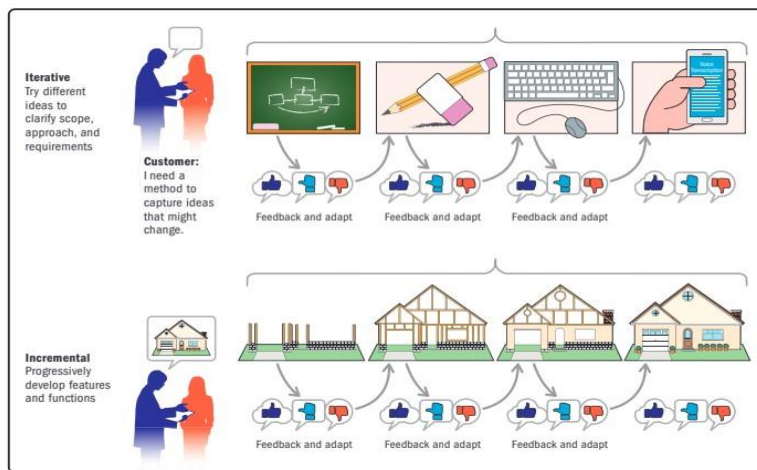 Iterative
Try different
ideas to
clarify scope,
approach, and
requirements
Customer:
I need a
method to
capture ideas
that might
change.
Voice
Transcription
Feedback and adapt
Feedback and adapt
Feedback and adapt
Incremental
Progressively
develop features
and functions
Feedback and adapt
Feedback and adapt
Feedback and adapt